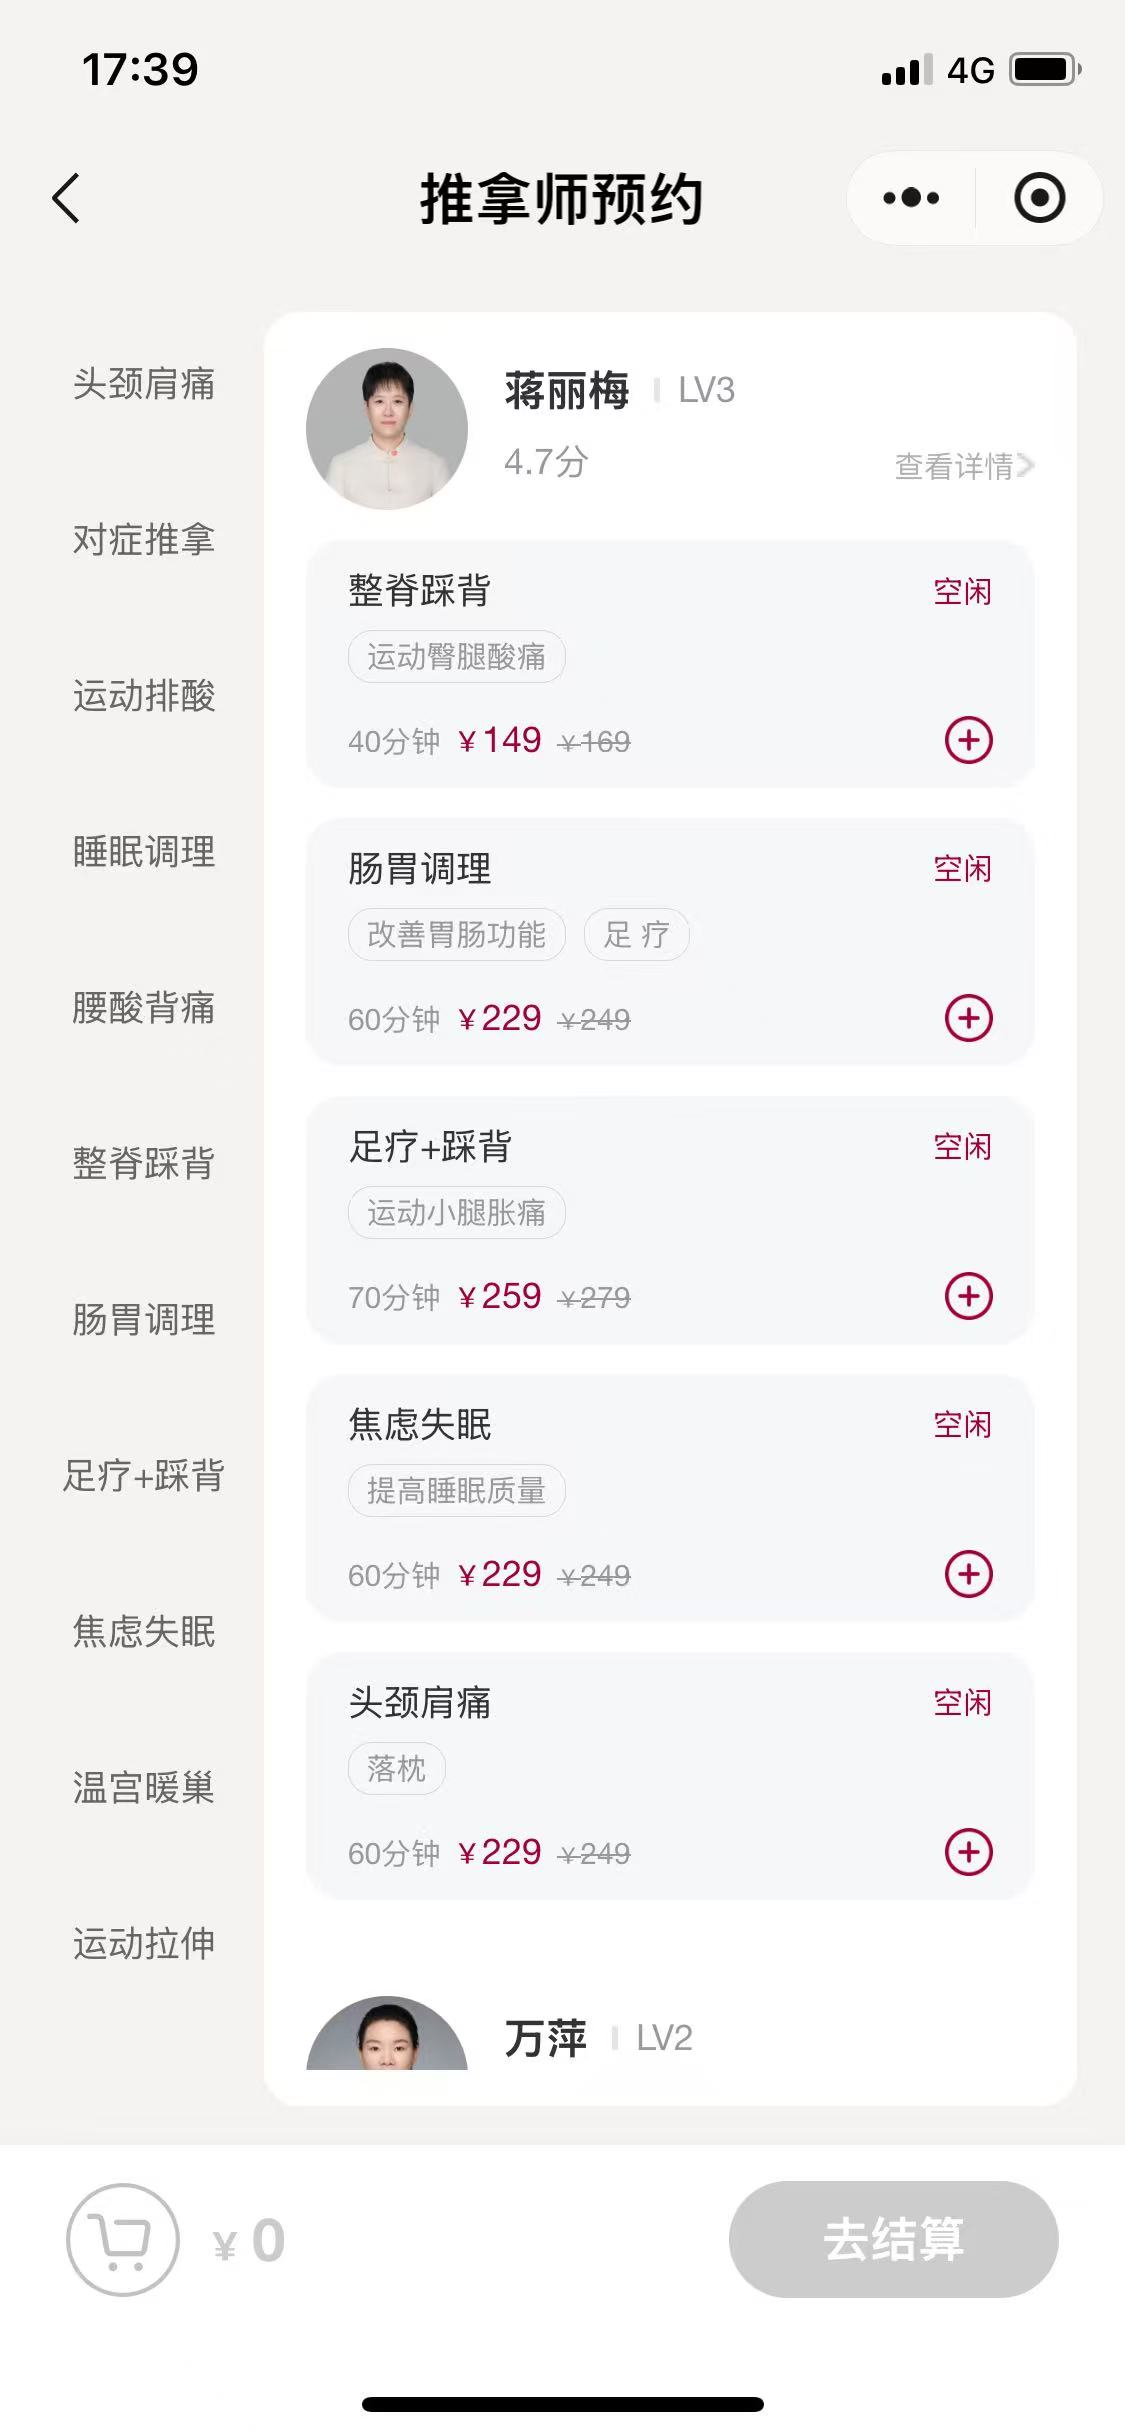 17:39
4G
推拿师预约
头颈肩痛
对症推拿
运动排酸
睡眠调理
腰酸背痛
整脊踩背
肠胃调理
足疗+踩背
焦虑失眠
温宫暖巢
运动拉伸
蒋丽梅 LV3
4.7分
查看详情
整脊踩背 空闲
运动臀腿酸痛
40分钟 ¥149 ¥169
肠胃调理 空闲
改善胃肠功能 足 疗
60分钟 ¥229 ¥249
足疗+踩背 空闲
运动小腿胀痛
70分钟 ¥259 ¥279
焦虑失眠 空闲
提高睡眠质量
60分钟 ¥229 ¥249
头颈肩痛 空闲
落枕
60分钟 ¥229 ¥249
万萍 LV2
¥ 0
去结算